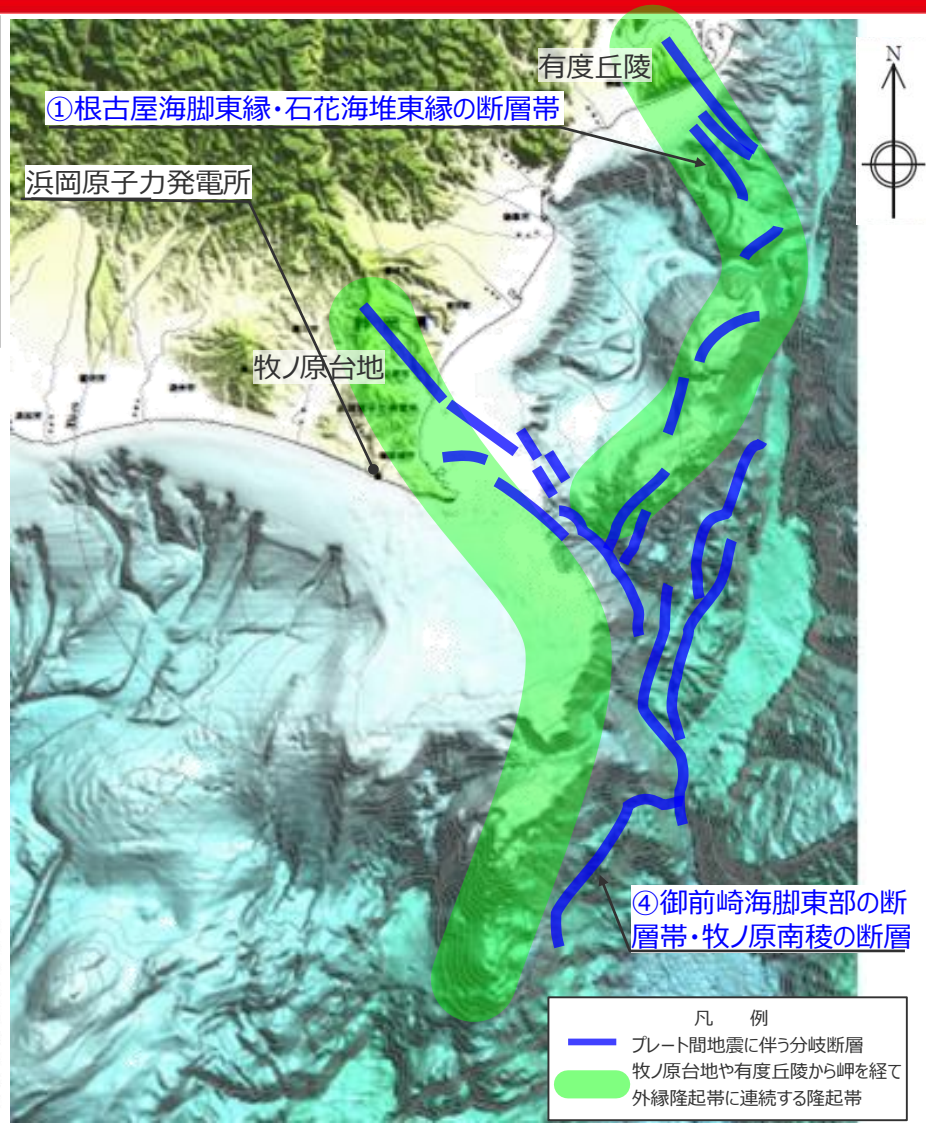 N
有度丘陵
①根古屋海脚東縁・石花海堆東縁の断層帯
浜岡原子力発電所
牧ノ原台地
④御前崎海脚東部の断
層帯・牧ノ原南稜の断層
凡 例
プレート間地震に伴う分岐断層
牧ノ原台地や有度丘陵から岬を経て
外縁隆起帯に連続する隆起帯